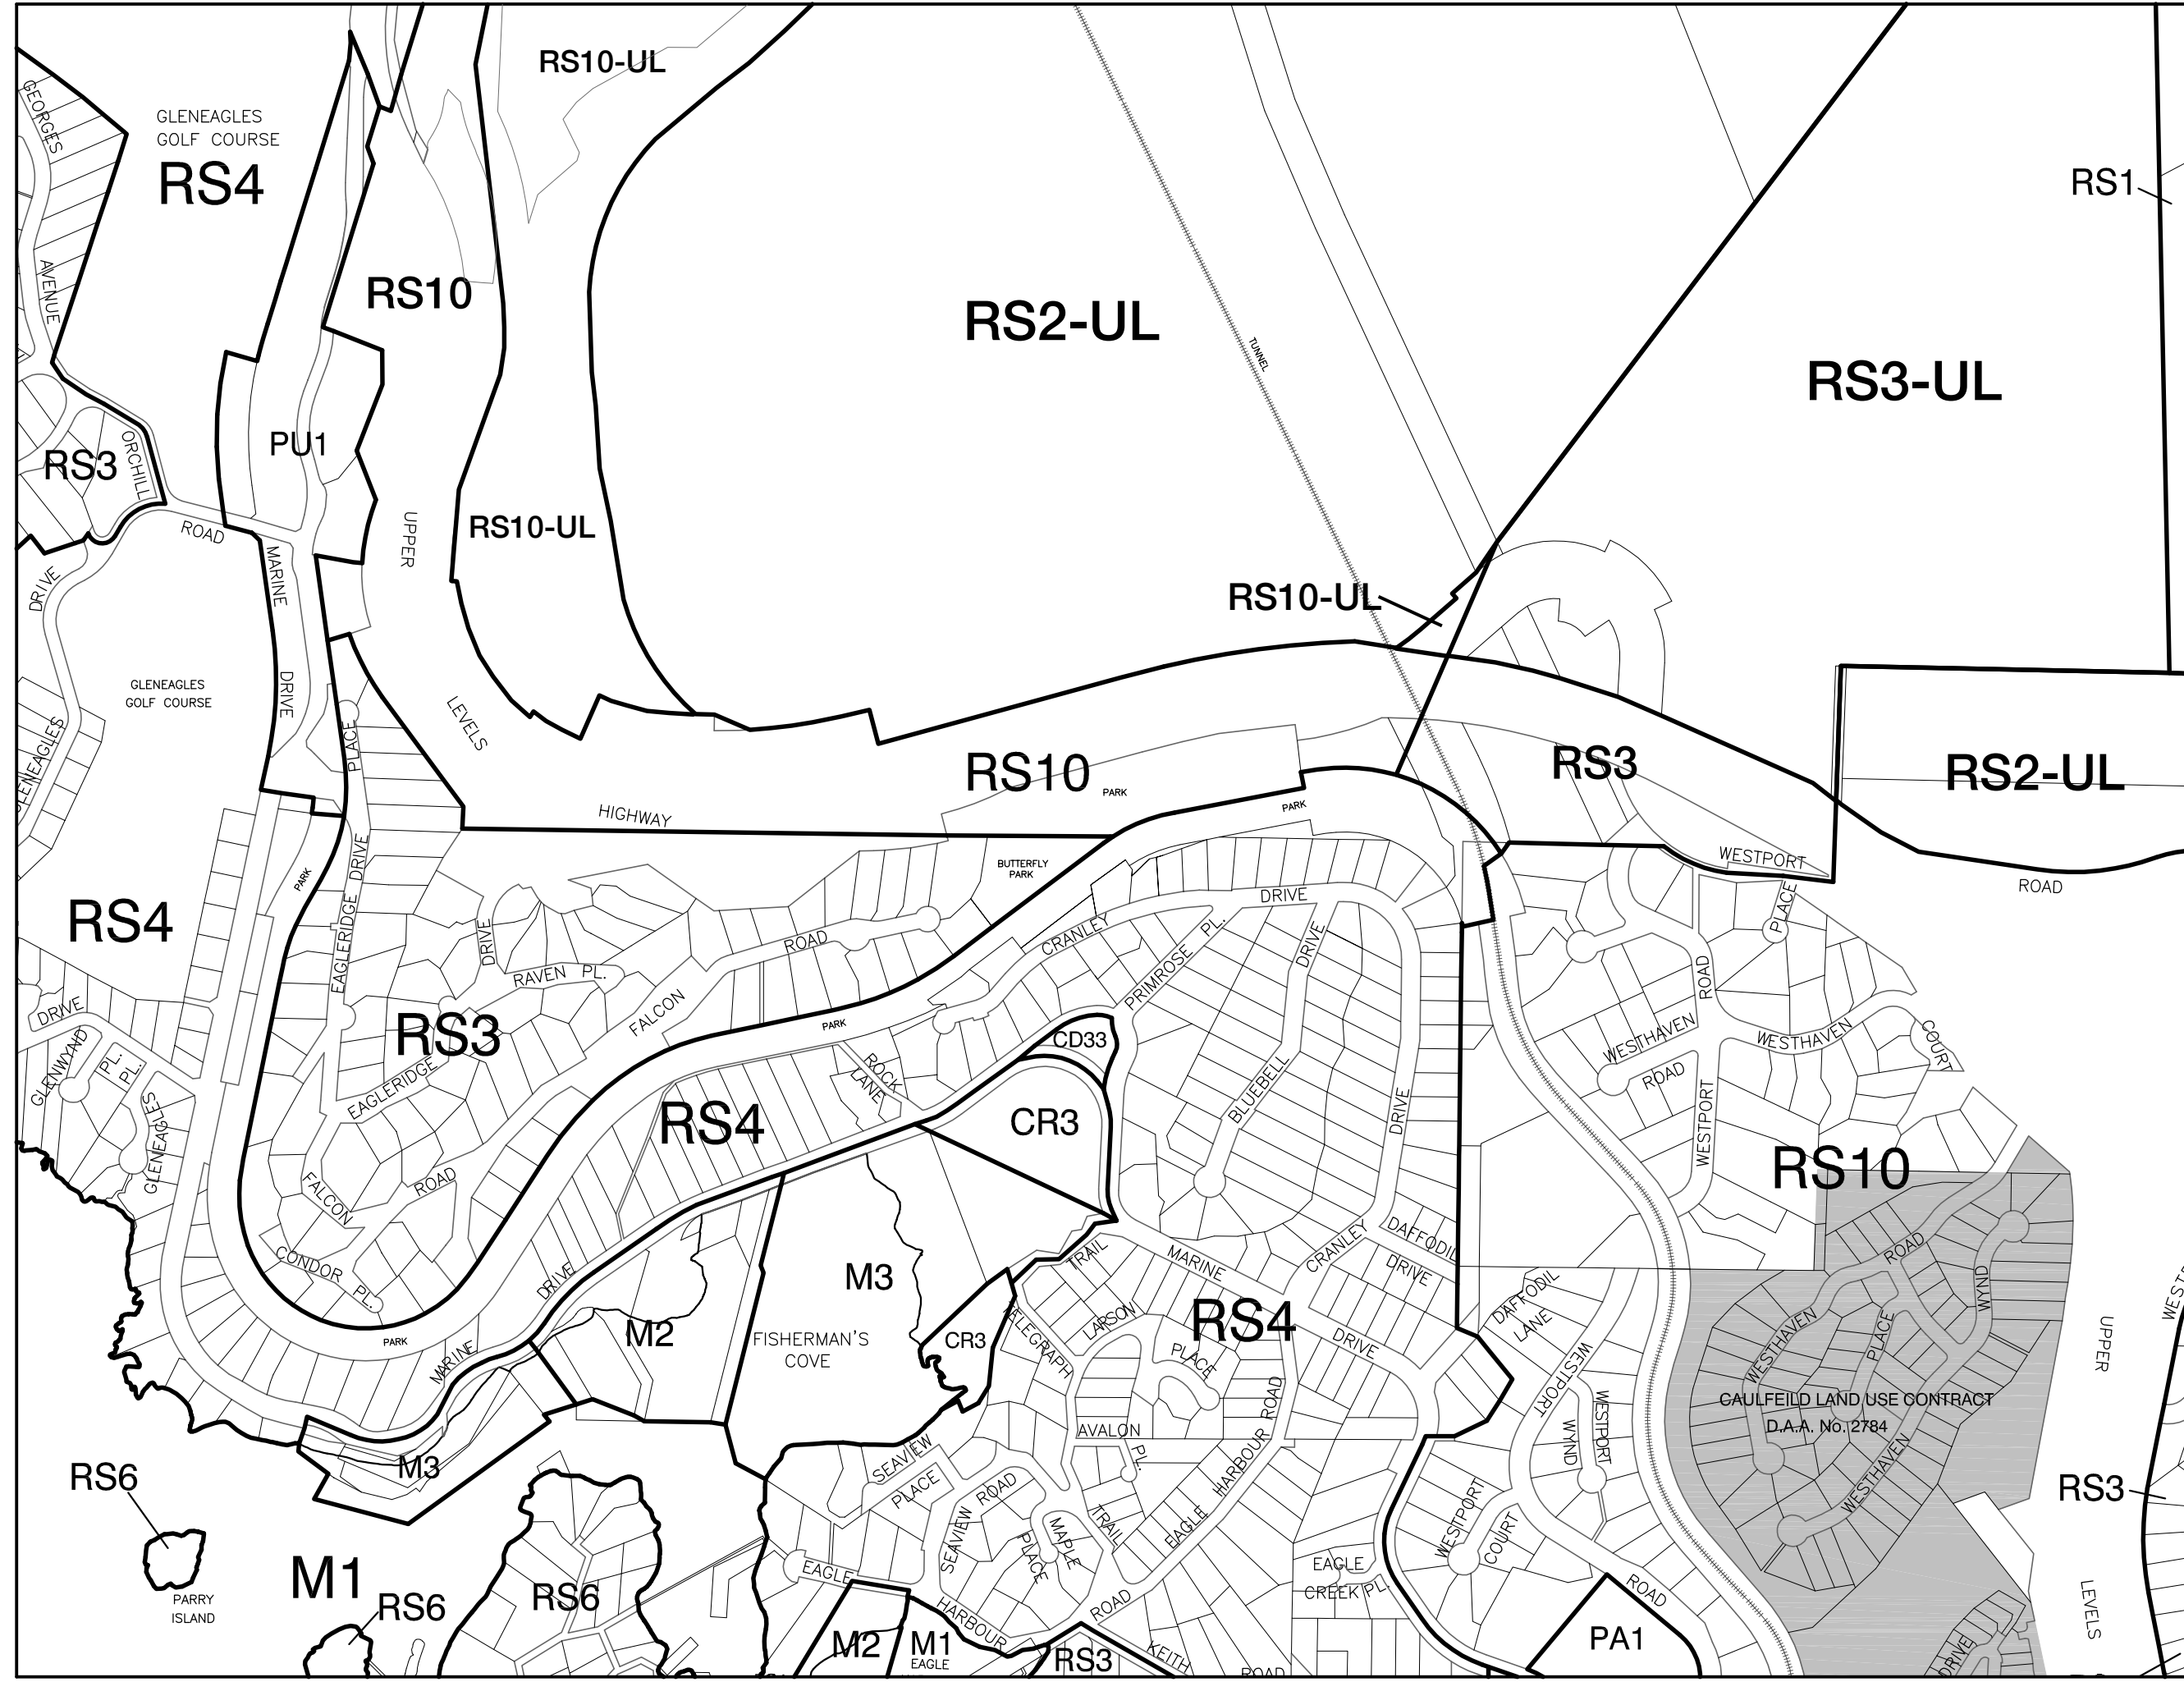 RS10-UL
GEORGES
AVENUE
GLENEAGLES
GOLF COURSE
RS4
RS1
RS10
RS2-UL
TUNNEL
RS3-UL
PU1
RS3
ORCHILL
ROAD
UPPER
RS10-UL
MARINE
DRIVE
DRIVE
RS10-UL
GLENEAGLES
GOLF COURSE
GLENEAGLES
PLACE
LEVELS
RS10
PARK
PARK
RS3
RS2-UL
HIGHWAY
WESTPORT
ROAD
BUTTERFLY
PARK
PARK
EAGLERIDGE DRIVE
RS4
DRIVE
RAVEN PL.
FALCON
ROAD
CRANLEY
DRIVE
PRIMROSE PL.
DRIVE
BLUEBELL
DRIVE
PLACE
ROAD
WESTHAVEN
ROAD
WESTHAVEN
COURT
WESTPORT
DRIVE
GLENWYND
PL.
PL.
GLENEAGLES
RS3
EAGLERIDGE
PARK
ROCK
LANE
CD33
CR3
RS4
RS10
FALCON
ROAD
CONDOR
PL.
PARK
DRIVE
MARINE
M3
M2
FISHERMAN'S
COVE
CR3
TRAIL
TELEGRAPH
LARSON
PLACE
MARINE
RS4
DRIVE
CRANLEY
DAFFODIL
DRIVE
DAFFODIL
LANE
WESTPORT
WESTPORT
WYND
ROAD
WYND
WESTHAVEN
PLACE
CAULFEILD LAND USE CONTRACT
D.A.A. No. 2784
WESTHAVEN
UPPER
LEVELS
RS3
M3
RS6
PARRY
ISLAND
M1
RS6
RS6
SEAVIEW
PLACE
SEAVIEW
ROAD
MAPLE
PLACE
AVALON
PL.
TRAIL
EAGLE HARBOUR ROAD
EAGLE
HARBOUR
ROAD
M2
M1
EAGLE
RS3
KEITH
ROAD
EAGLE
CREEK PL.
WESTPORT
COURT
ROAD
PA1
DRIVE